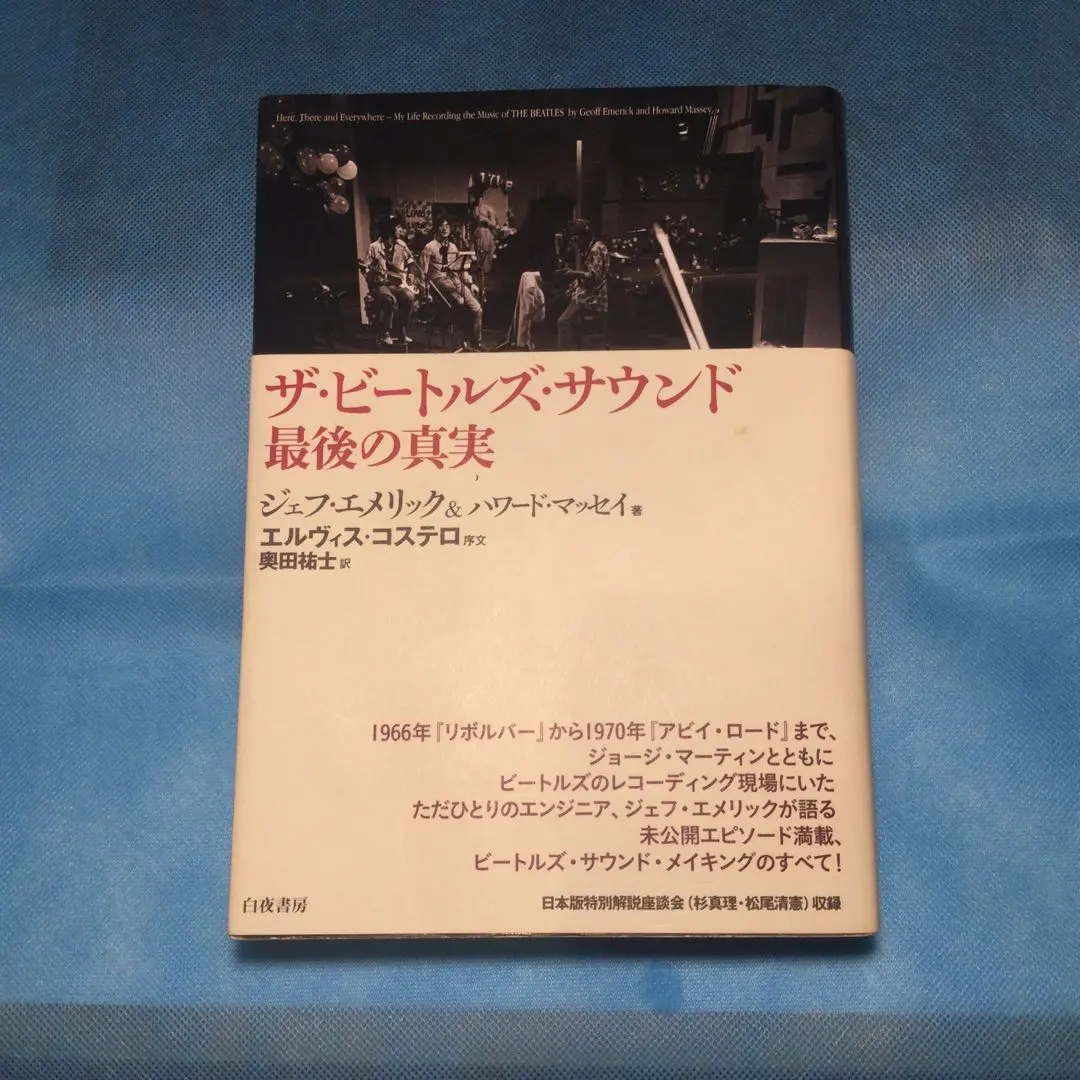 Here, There and Everywhere – My Life Recording the Music of THE BEATLES by Geoff Emerick and Howard Massey
ザ・ビートルズ・サウンド
最後の真実
ジェフ・エメリック&ハワード・マッセイ 著
エルヴィス・コステロ 序文
奥田祐士 訳
1966年『リボルバー』から1970年『アビイ・ロード』まで、
ジョージ・マーティンとともに
ビートルズのレコーディング現場にいた
ただひとりのエンジニア、ジェフ・エメリックが語る
未公開エピソード満載、
ビートルズ・サウンド・メイキングのすべて!
白夜書房
日本版特別解説座談会(杉真理・松尾清憲)収録